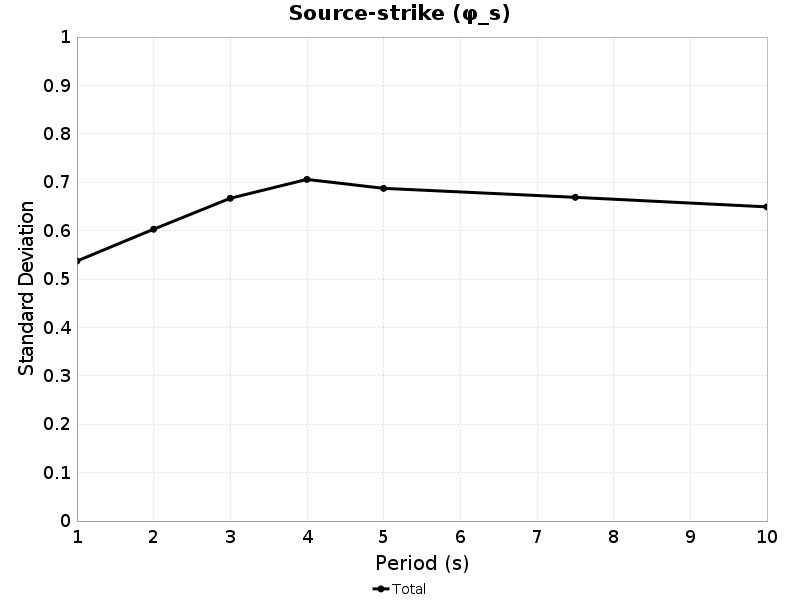 Source-strike (φ_s)
1
0.9
0.8
0.7
0.6
0.5
0.4
0.3
0.2
0.1
0
Standard Deviation
1 2 3 4 5 6 7 8 9 10
Period (s)
Total